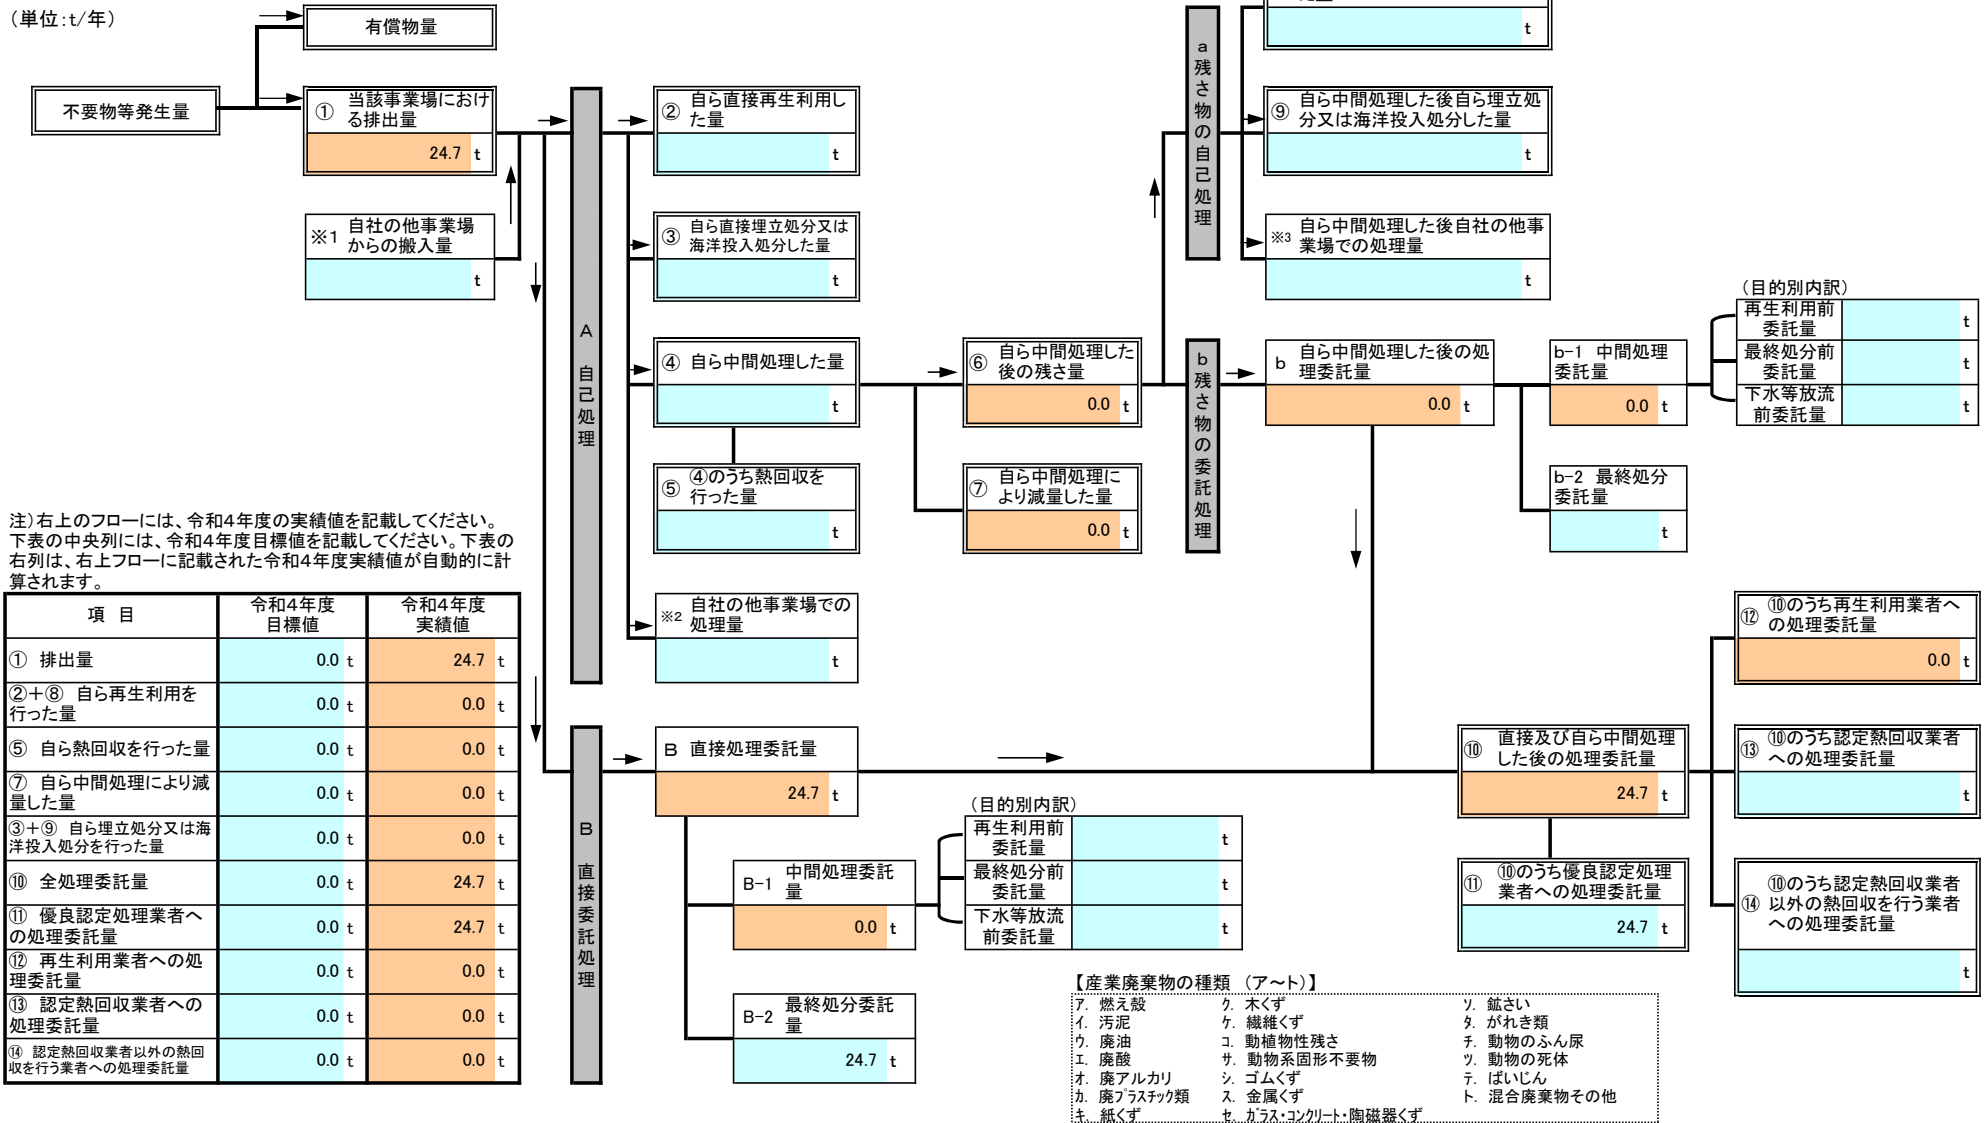 (単位:t/年)
有償物量
不要物等発生量
① 当該事業場におけ
る排出量
24.7 t
※1 自社の他事業場
からの搬入量
t
A 自己処理
② 自ら直接再生利用し
た量
t
③ 自ら直接埋立処分又は
海洋投入処分した量
t
④ 自ら中間処理した量
t
⑤ ④のうち熱回収を
行った量
t
※2 自社の他事業場での
処理量
t
⑥ 自ら中間処理した
後の残さ量
0.0 t
⑦ 自ら中間処理に
より減量した量
0.0 t
a 残さ物の自己処理
t
⑨ 自ら中間処理した後自ら埋立処
分又は海洋投入処分した量
t
※3 自ら中間処理した後自社の他事
業場での処理量
t
b 残さ物の委託処理
b 自ら中間処理した後の処
理委託量
0.0 t
b-1 中間処理
委託量
0.0 t
b-2 最終処分
委託量
t
(目的別内訳)
再生利用前
委託量
t
最終処分前
委託量
t
下水等放流
前委託量
t
注)右上のフローには、令和4年度の実績値を記載してください。
下表の中央列には、令和4年度目標値を記載してください。下表の
右列は、右上フローに記載された令和4年度実績値が自動的に計
算されます。
項 目
令和4年度
目標値
令和4年度
実績値
① 排出量 0.0 t 24.7 t
②+⑧ 自ら再生利用を
行った量 0.0 t 0.0 t
⑤ 自ら熱回収を行った量 0.0 t 0.0 t
⑦ 自ら中間処理により減
量した量 0.0 t 0.0 t
③+⑨ 自ら埋立処分又は海
洋投入処分を行った量 0.0 t 0.0 t
⑩ 全処理委託量 0.0 t 24.7 t
⑪ 優良認定処理業者へ
の処理委託量 0.0 t 24.7 t
⑫ 再生利用業者への処
理委託量 0.0 t 0.0 t
⑬ 認定熱回収業者への
処理委託量 0.0 t 0.0 t
⑭ 認定熱回収業者以外の熱回
収を行う業者への処理委託量 0.0 t 0.0 t
B 直接委託処理
B 直接処理委託量
24.7 t
B-1 中間処理委託
量
0.0 t
B-2 最終処分委託
量
24.7 t
(目的別内訳)
再生利用前
委託量
t
最終処分前
委託量
t
下水等放流
前委託量
t
⑩ 直接及び自ら中間処理
した後の処理委託量
24.7 t
⑪ ⑩のうち優良認定処理
業者への処理委託量
24.7 t
⑫ ⑩のうち再生利用業者へ
の処理委託量
0.0 t
⑬ ⑩のうち認定熱回収業者
への処理委託量
t
⑭ ⑩のうち認定熱回収業者
以外の熱回収を行う業者
への処理委託量
t
【産業廃棄物の種類 (ア~ト)】
ア. 燃え殻 ク. 木くず ソ. 鉱さい
イ. 汚泥 ケ. 繊維くず タ. がれき類
ウ. 廃油 コ. 動植物性残さ チ. 動物のふん尿
エ. 廃酸 サ. 動物系固形不要物 ツ. 動物の死体
オ. 廃アルカリ シ. ゴムくず テ. ばいじん
カ. 廃プラスチック類 ス. 金属くず ト. 混合廃棄物その他
キ. 紙くず セ. ガラス・コンクリート・陶磁器くず